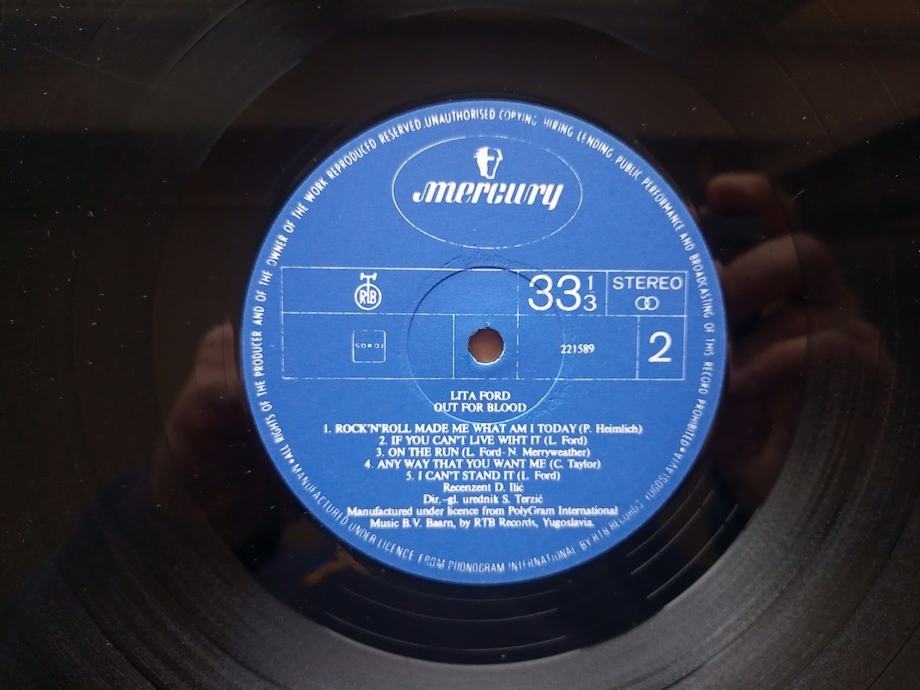 ALL RIGHTS OF THE PRODUCER AND OF THE OWNER OF THE WORK REPRODUCED RESERVED. UNAUTHORISED COPYING HIRING LENDING PUBLIC PERFORMANCE AND BROADCASTING OF THIS RECORD PROHIBITED
mercury
RTB
33 1/3
STEREO
SOKOJ
221589
2
LITA FORD
OUT FOR BLOOD
1. ROCK'N'ROLL MADE ME WHAT AM I TODAY (P. Heimlich)
2. IF YOU CAN'T LIVE WIHT IT (L. Ford)
3. ON THE RUN (L. Ford- N. Merryweather)
4. ANY WAY THAT YOU WANT ME (C. Taylor)
5. I CAN'T STAND IT (L. Ford)
Recenzent D. Ilić
Dir.-gl. urednik S. Terzić
Manufactured under licence from PolyGram International
Music B.V. Baarn, by RTB Records, Yugoslavia.
MANUFACTURED UNDER LICENCE FROM PHONOGRAM INTERNATIONAL BY RTB RECORDS YUGOSLAVIA